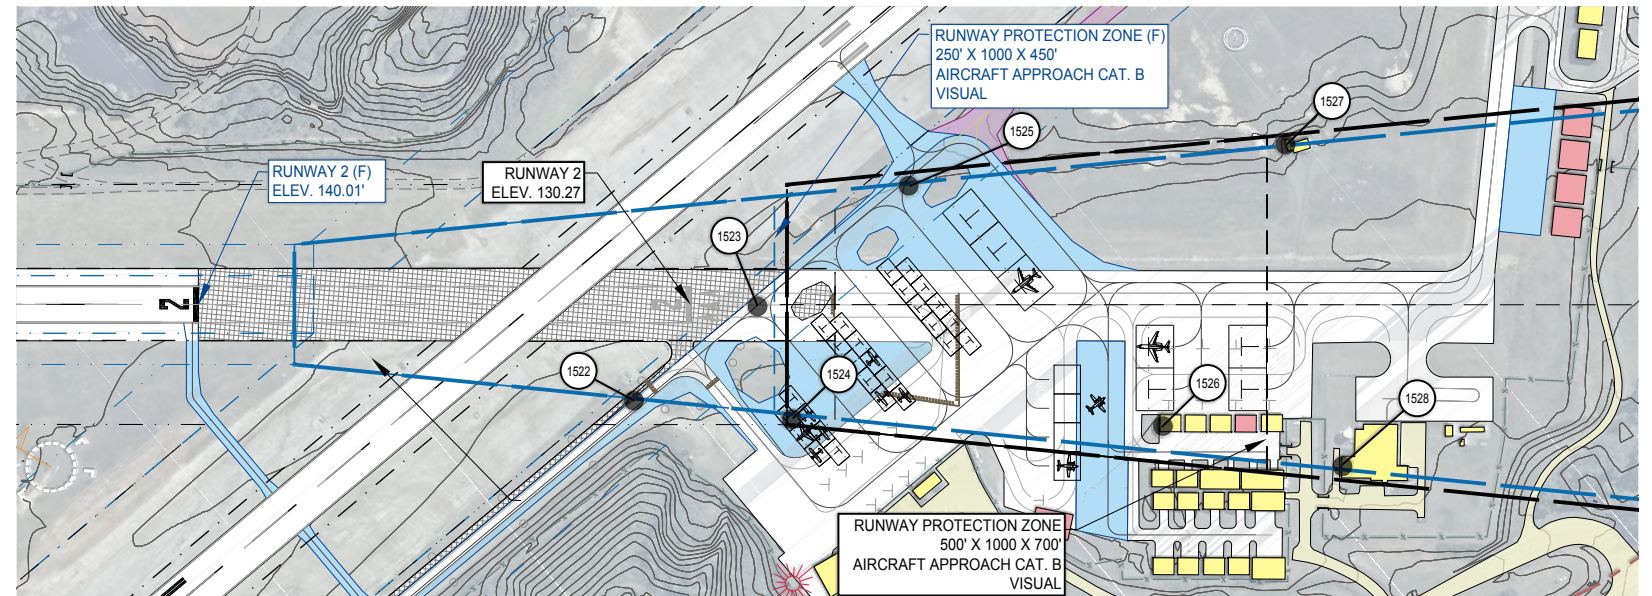 RUNWAY PROTECTION ZONE (F)
250' X 1000 X 450'
AIRCRAFT APPROACH CAT. B
VISUAL
1527
1525
RUNWAY 2 (F)
ELEV. 140.01'
RUNWAY 2
ELEV. 130.27
1523
2
1522
1524
1526
1528
RUNWAY PROTECTION ZONE
500' X 1000 X 700'
AIRCRAFT APPROACH CAT. B
VISUAL